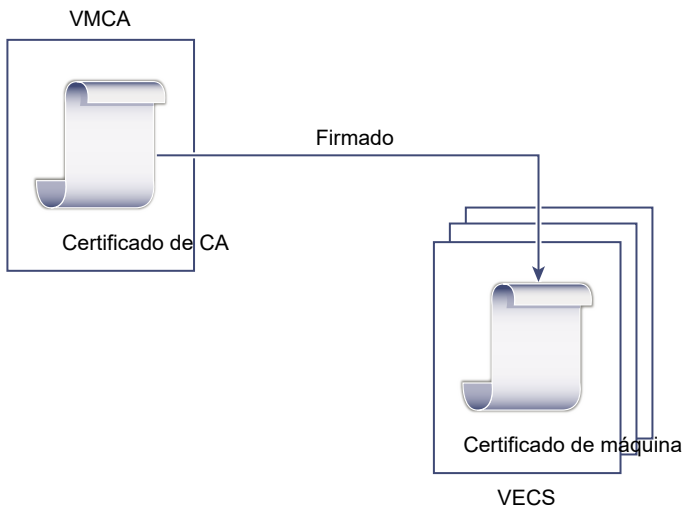 VMCA
Firmado
Certificado de CA
Certificado de máquina
VECS